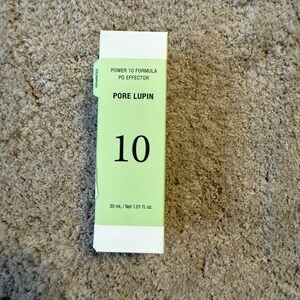 POWER 10 FORMULA
PO EFFECTOR
PORE LUPIN
10
30 mL / Net 1.01 fl. oz.